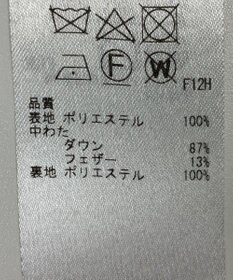 F
W
F12H
品質
表地 ポリエステル 100%
中わた
ダウン 87%
フェザー 13%
裏地 ポリエステル 100%